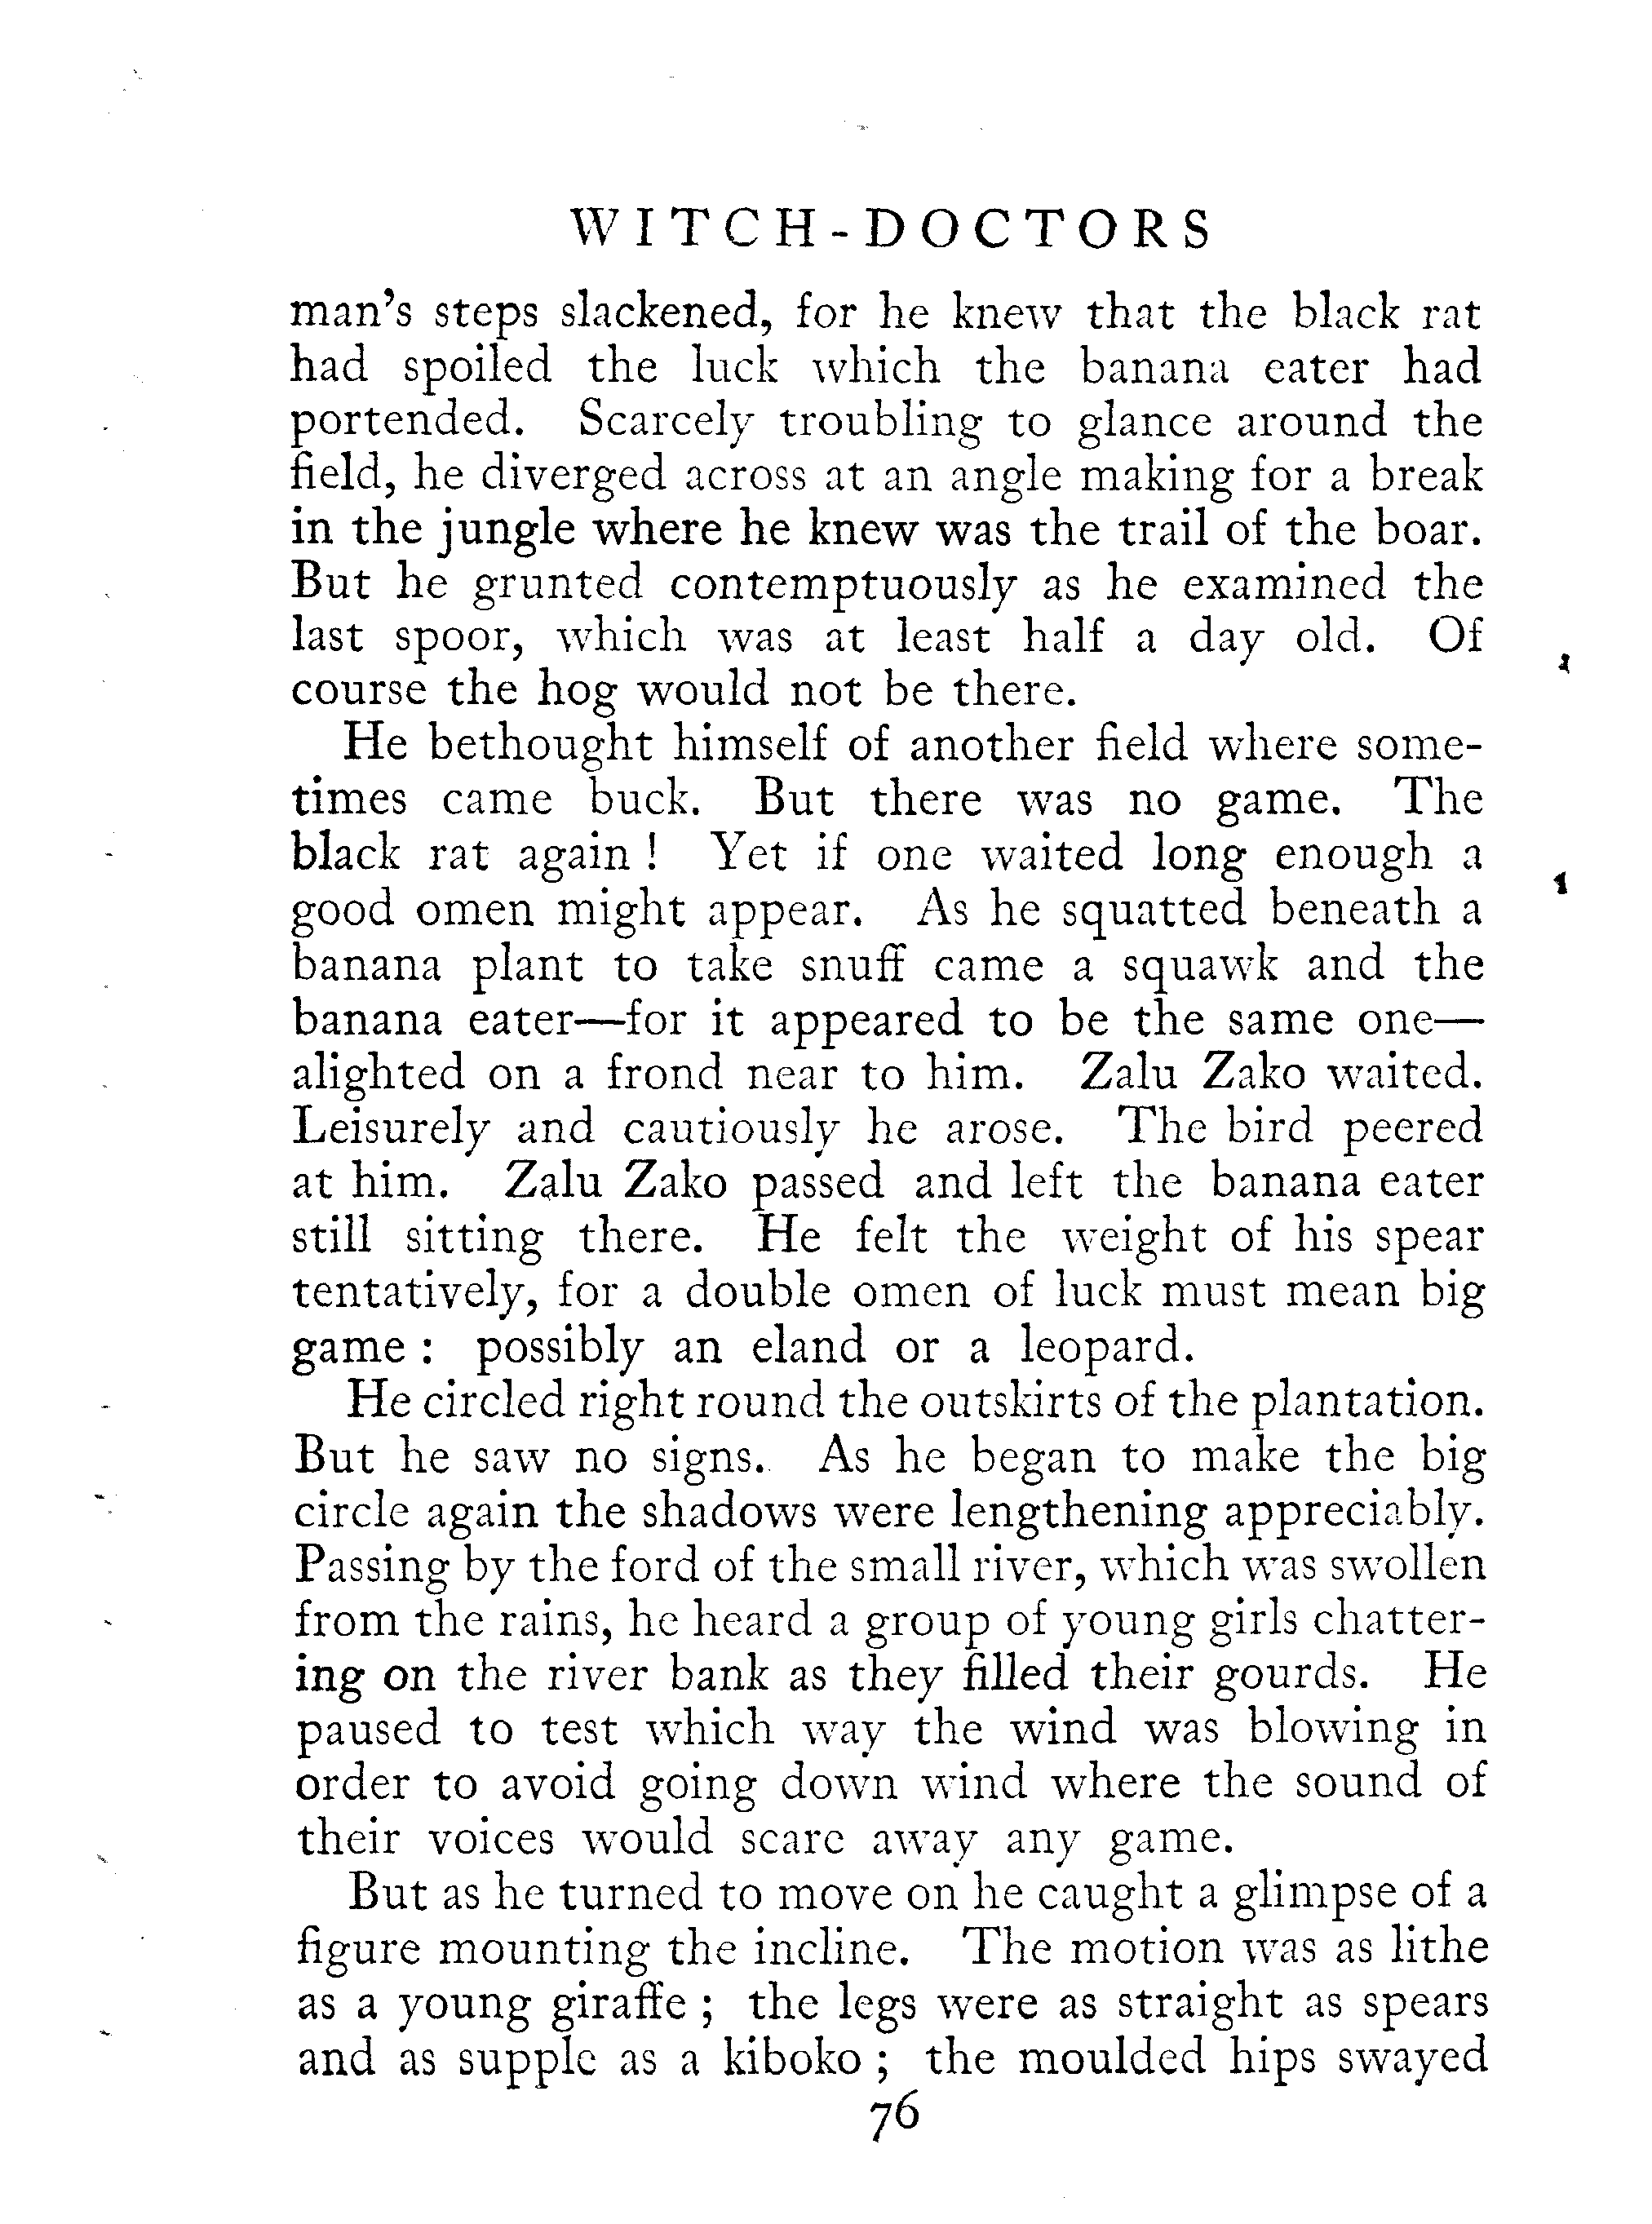 WITCH-DOCTORS
man's steps slackened, for he knew that the black rat
had spoiled the luck which the banana eater had
portended. Scarcely troubling to glance around the
field, he diverged across at an angle making for a break
in the jungle where he knew was the trail of the boar.
But he grunted contemptuously as he examined the
last spoor, which was at least half a day old. Of
course the hog would not be there.
He bethought himself of another field where some-
times came buck. But there was no game. The
black rat again ! Yet if one waited long enough a
good omen might appear. As he squatted beneath a
banana plant to take snuff came a squawk and the
banana eater—for it appeared to be the same one—
alighted on a frond near to him. Zalu Zako waited.
Leisurely and cautiously he arose. The bird peered
at him. Zalu Zako passed and left the banana eater
still sitting there. He felt the weight of his spear
tentatively, for a double omen of luck must mean big
game : possibly an eland or a leopard.
He circled right round the outskirts of the plantation.
But he saw no signs. As he began to make the big
circle again the shadows were lengthening appreciably.
Passing by the ford of the small river, which was swollen
from the rains, he heard a group of young girls chatter-
ing on the river bank as they filled their gourds. He
paused to test which way the wind was blowing in
order to avoid going down wind where the sound of
their voices would scare away any game.
But as he turned to move on he caught a glimpse of a
figure mounting the incline. The motion was as lithe
as a young giraffe ; the legs were as straight as spears
and as supple as a kiboko ; the moulded hips swayed
76